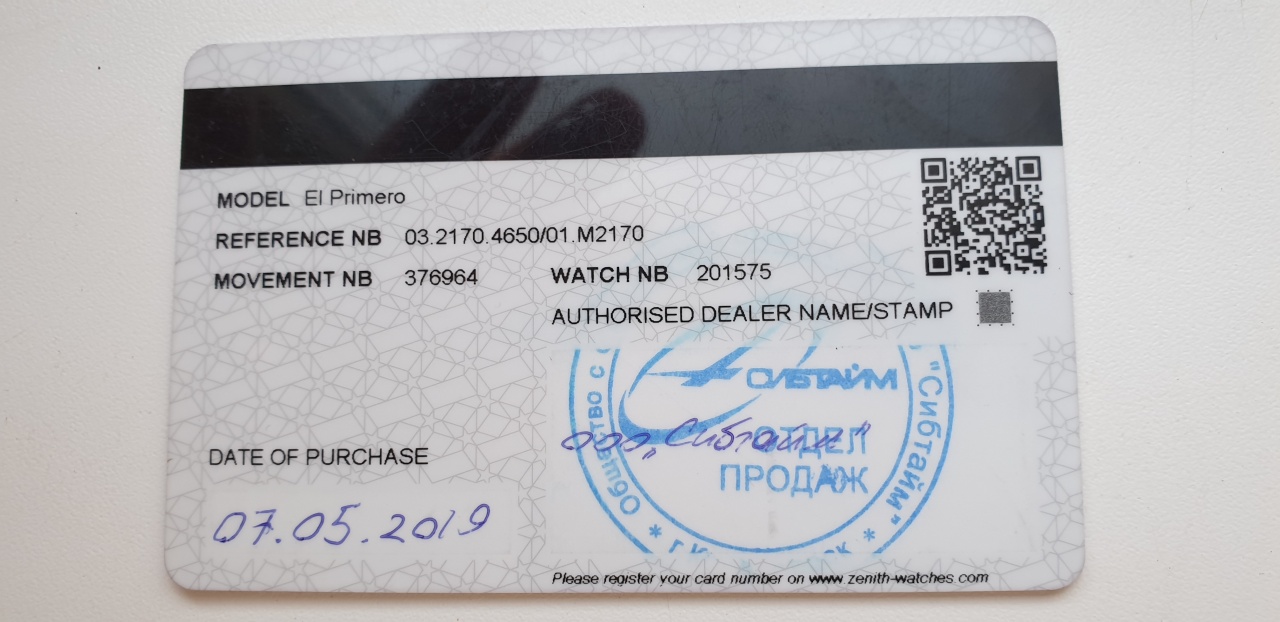 MODEL El Primero
REFERENCE NB 03.2170.4650/01.M2170
MOVEMENT NB 376964 WATCH NB 201575
AUTHORISED DEALER NAME/STAMP
СИБТАЙМ
"Сибтайм"
ООО "Сибтайм"
ОТДЕЛ
ПРОДАЖ
DATE OF PURCHASE
07.05.2019
Please register your card number on www.zenith-watches.com